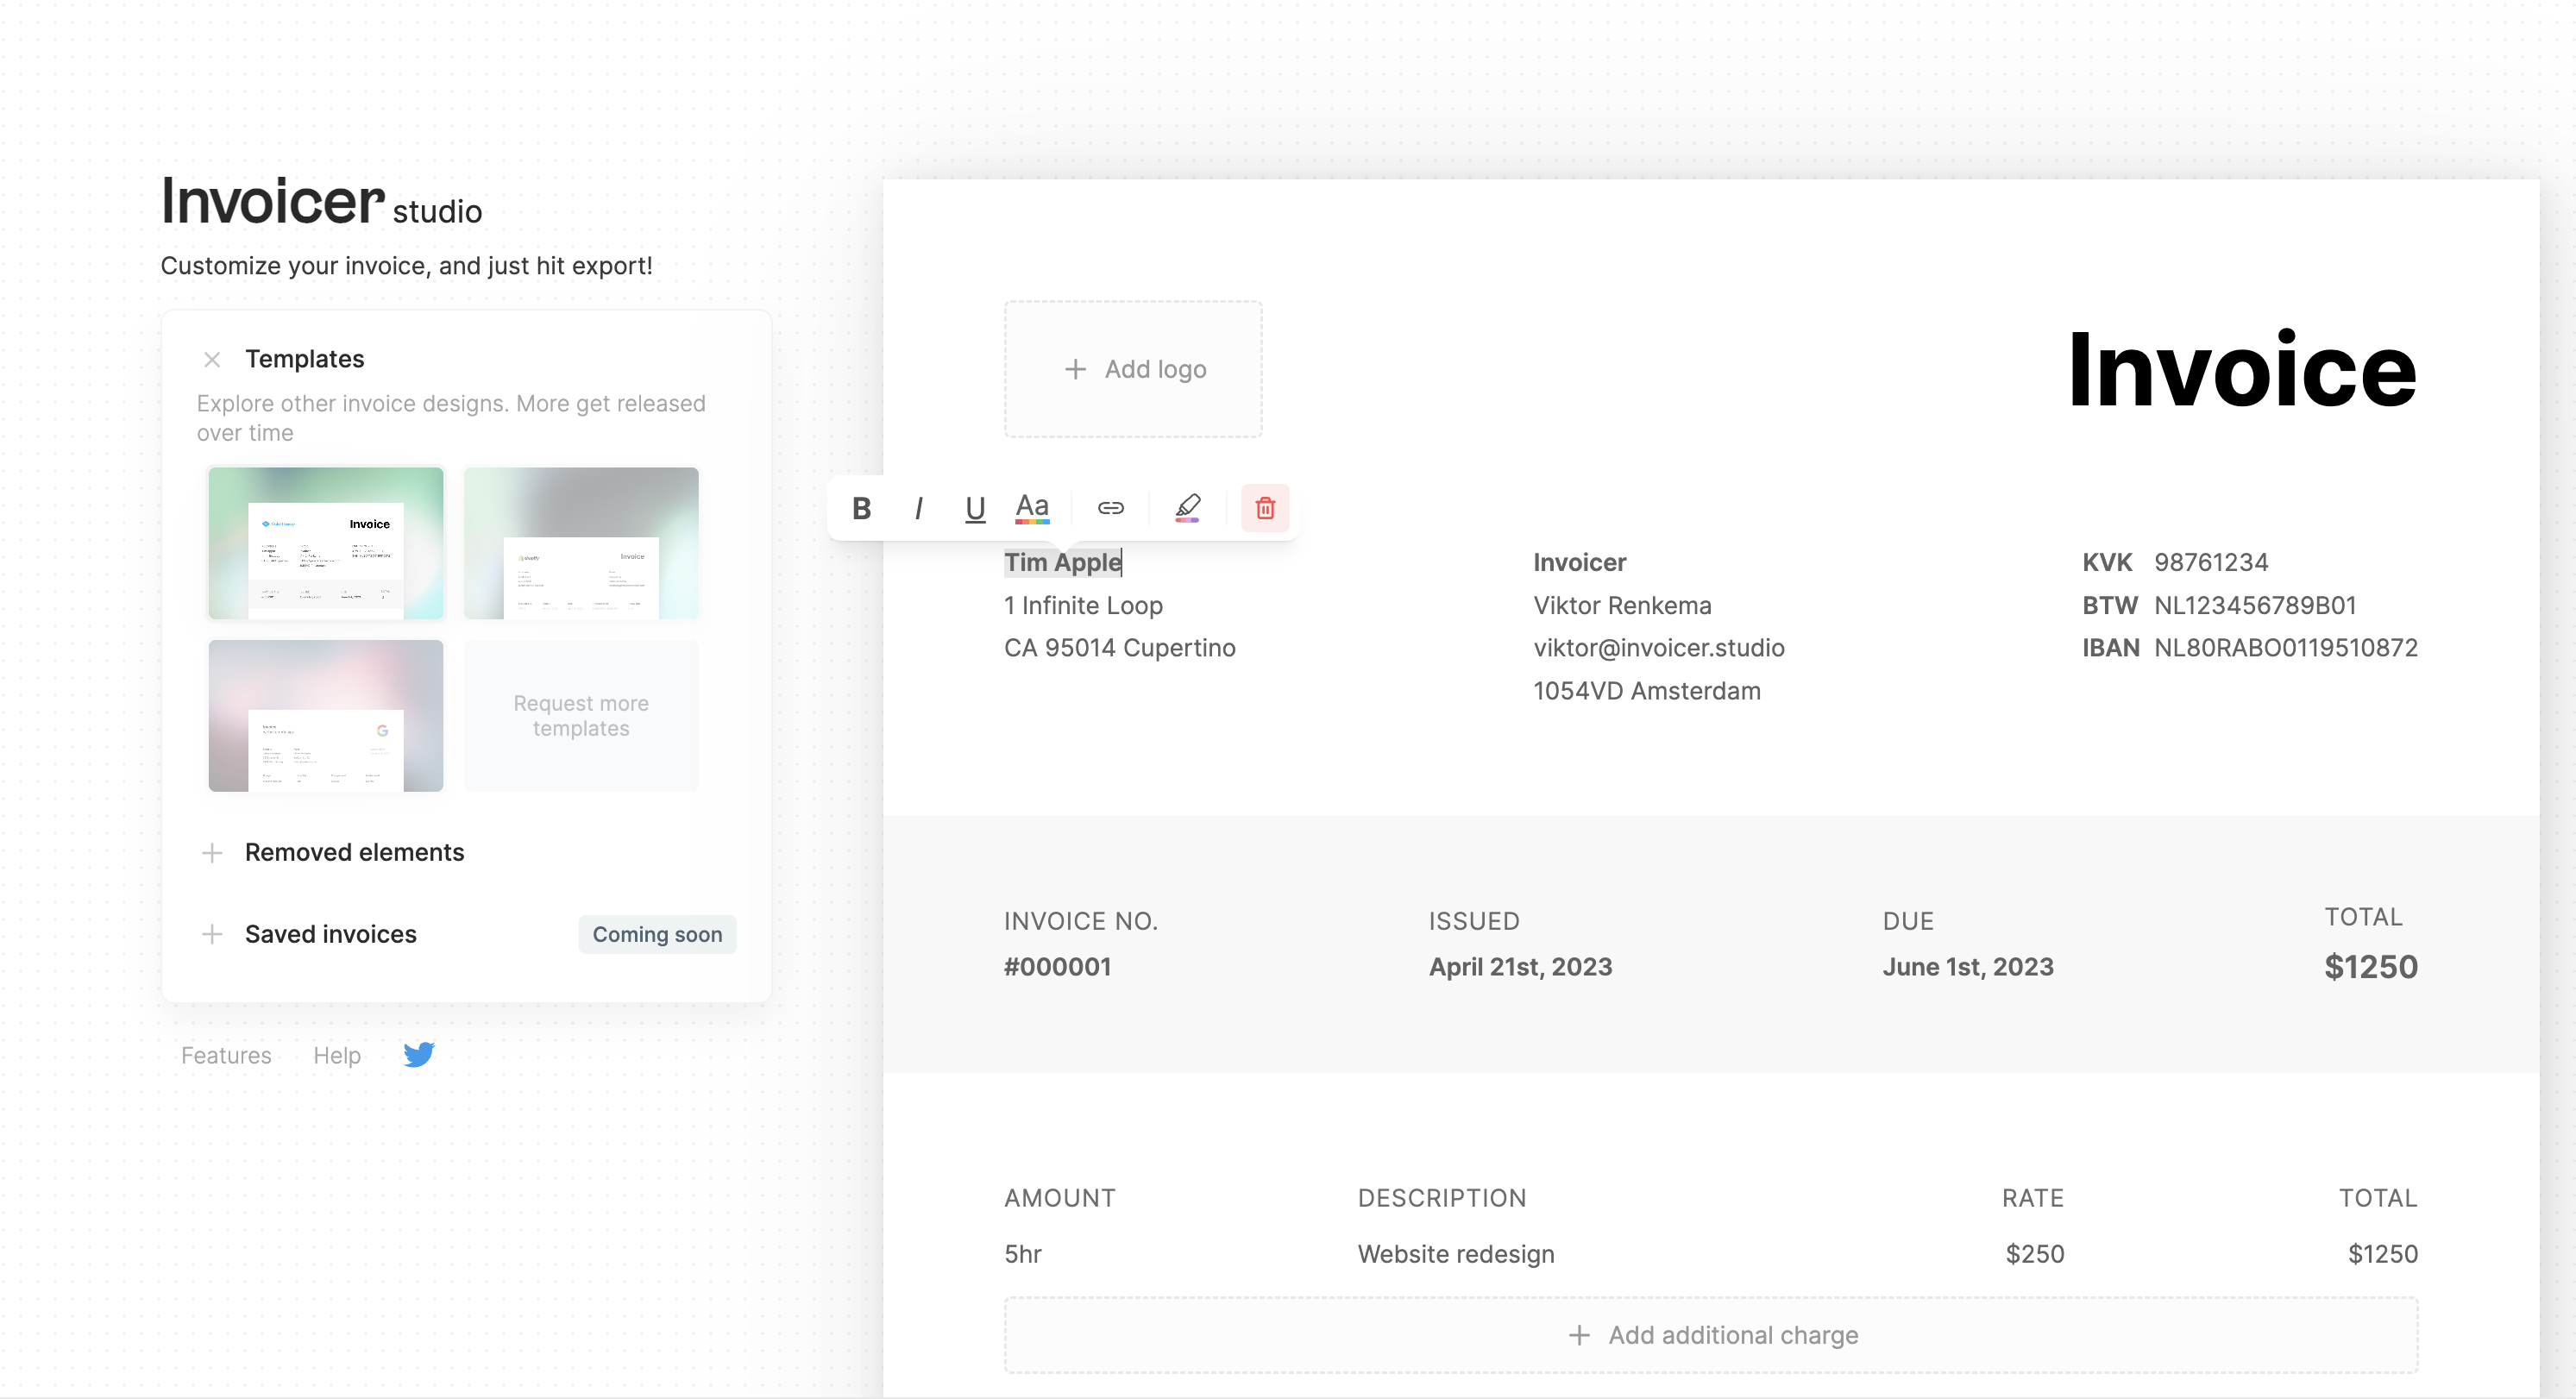 Invoicer studio
Customize your invoice, and just hit export!
Templates
Explore other invoice designs. More get released
over time
Invoice
shopify
Invoice
Request more
templates
Removed elements
Saved invoices
Coming soon
Features
Help
Add logo
Invoice
B I U Aa
Tim Apple
1 Infinite Loop
CA 95014 Cupertino
Invoicer
Viktor Renkema
viktor@invoicer.studio
1054VD Amsterdam
KVK 98761234
BTW NL123456789B01
IBAN NL80RABO0119510872
INVOICE NO.
#000001
ISSUED
April 21st, 2023
DUE
June 1st, 2023
TOTAL
$1250
AMOUNT DESCRIPTION RATE TOTAL
5hr Website redesign $250 $1250
Add additional charge